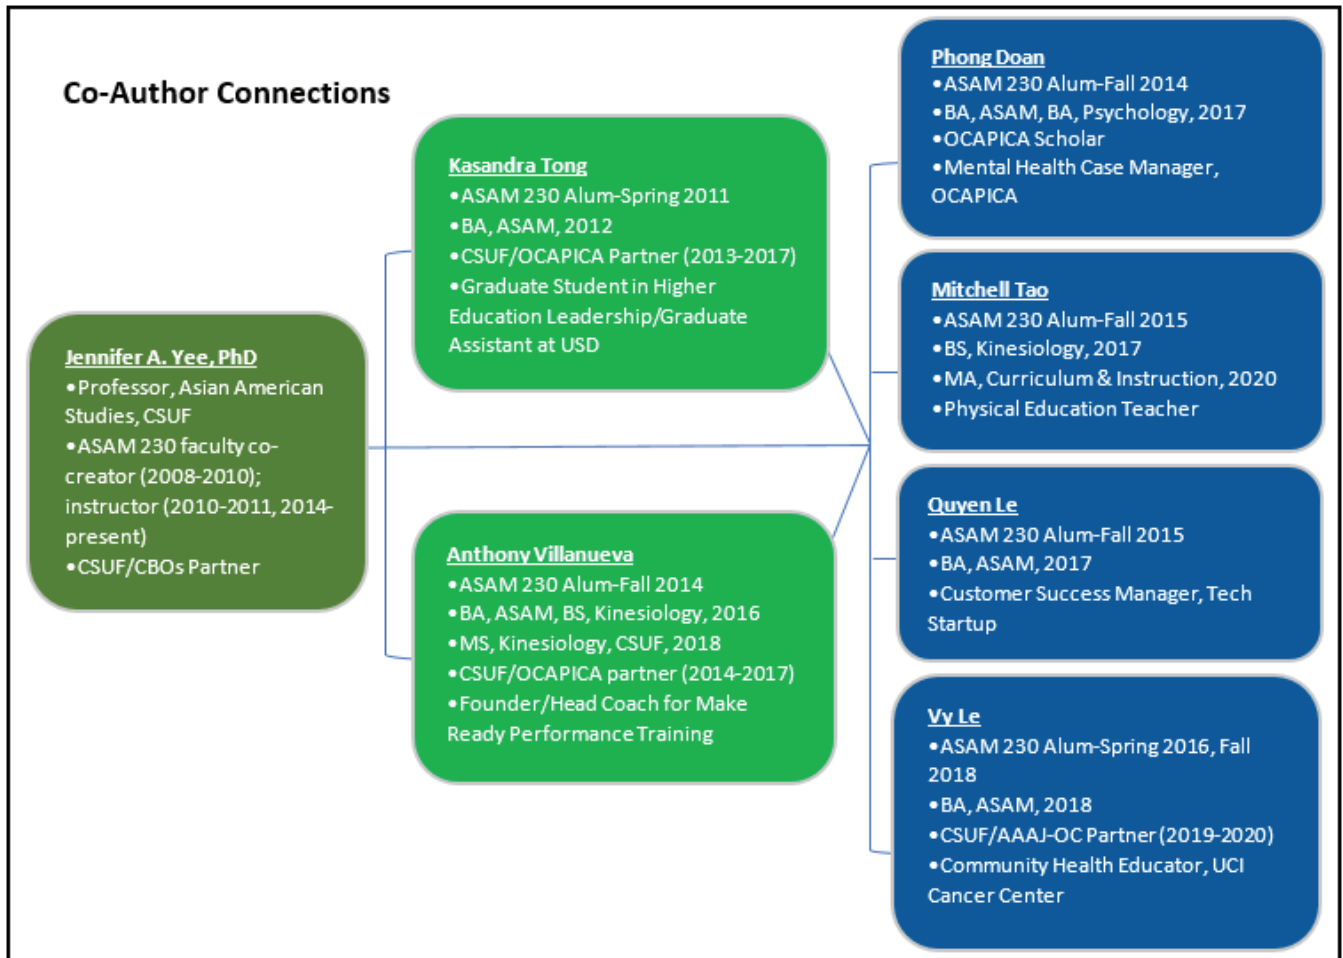 Co-Author Connections
Jennifer A. Yee, PhD
•Professor, Asian American
Studies, CSUF
•ASAM 230 faculty co-
creator (2008-2010);
instructor (2010-2011, 2014-
present)
•CSUF/CBOs Partner
Kasandra Tong
•ASAM 230 Alum-Spring 2011
•BA, ASAM, 2012
•CSUF/OCAPICA Partner (2013-2017)
•Graduate Student in Higher
Education Leadership/Graduate
Assistant at USD
Anthony Villanueva
•ASAM 230 Alum-Fall 2014
•BA, ASAM, BS, Kinesiology, 2016
•MS, Kinesiology, CSUF, 2018
•CSUF/OCAPICA partner (2014-2017)
•Founder/Head Coach for Make
Ready Performance Training
Phong Doan
•ASAM 230 Alum-Fall 2014
•BA, ASAM, BA, Psychology, 2017
•OCAPICA Scholar
•Mental Health Case Manager,
OCAPICA
Mitchell Tao
•ASAM 230 Alum-Fall 2015
•BS, Kinesiology, 2017
•MA, Curriculum & Instruction, 2020
•Physical Education Teacher
Quyen Le
•ASAM 230 Alum-Fall 2015
•BA, ASAM, 2017
•Customer Success Manager, Tech
Startup
Vy Le
•ASAM 230 Alum-Spring 2016, Fall
2018
•BA, ASAM, 2018
•CSUF/AAAJ-OC Partner (2019-2020)
•Community Health Educator, UCI
Cancer Center